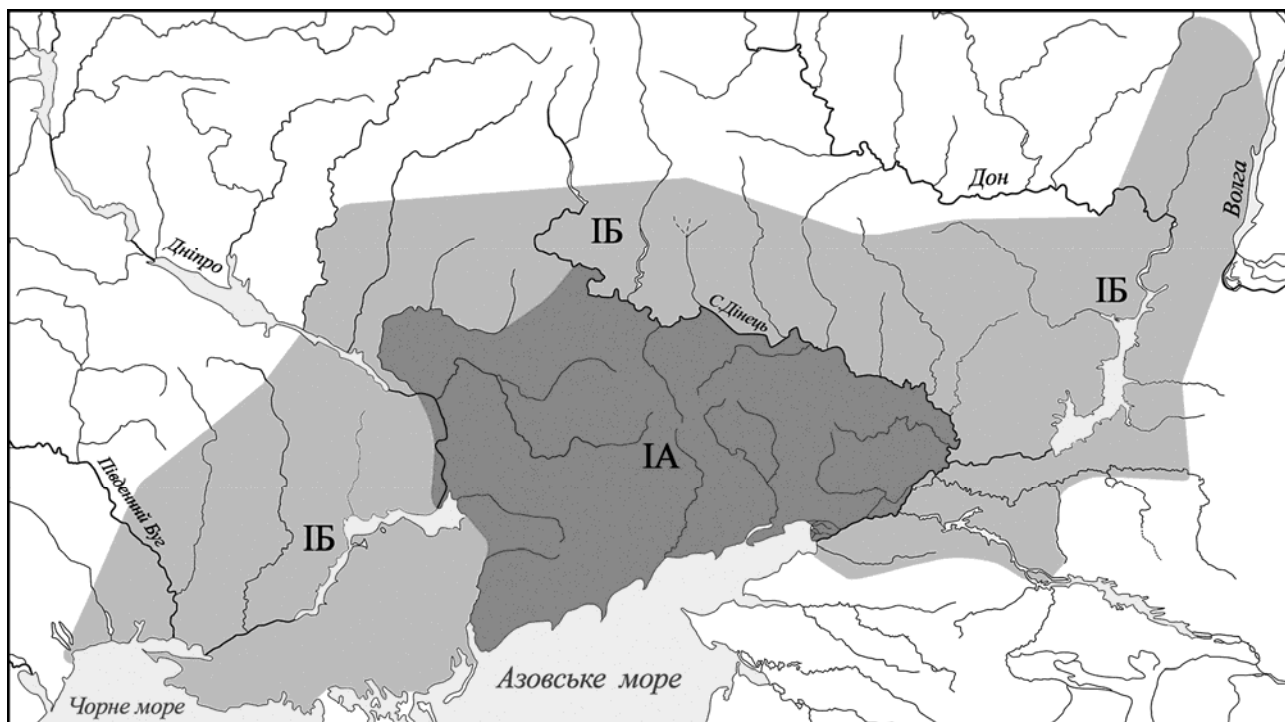 Дон
Волга
ІБ
Дніпро
ІБ
С.Дінець
ІА
Південний Буг
ІБ
Азовське море
Чорне море